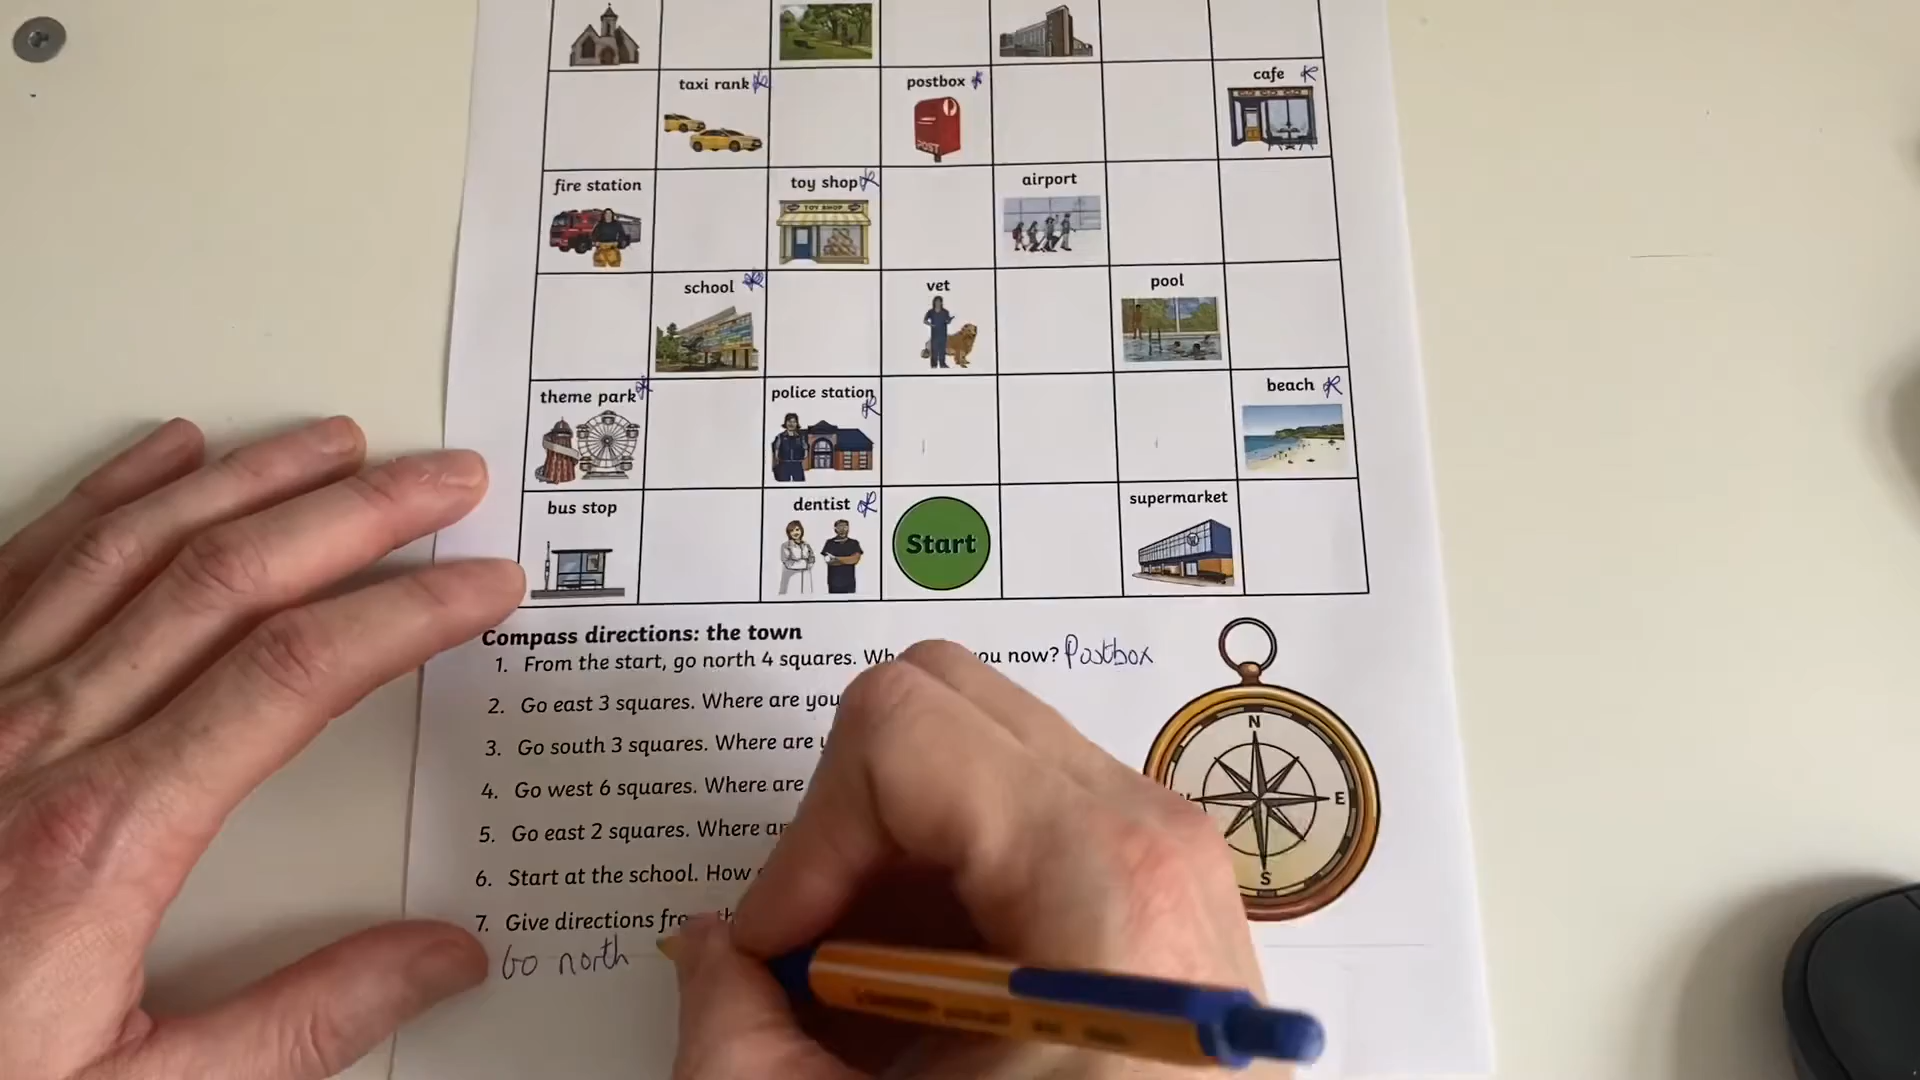 taxi rank
postbox
cafe
POST
fire station
toy shop
airport
TOY SHOP
school
vet
pool
theme park
police station
beach
bus stop
dentist
supermarket
Start
Compass directions: the town
1. From the start, go north 4 squares. you now? Postbox
2. Go east 3 squares. Where are you
3. Go south 3 squares. Where are
4. Go west 6 squares. Where are
5. Go east 2 squares. Where
6. Start at the school. How
7. Give directions
Go north
N
E
S